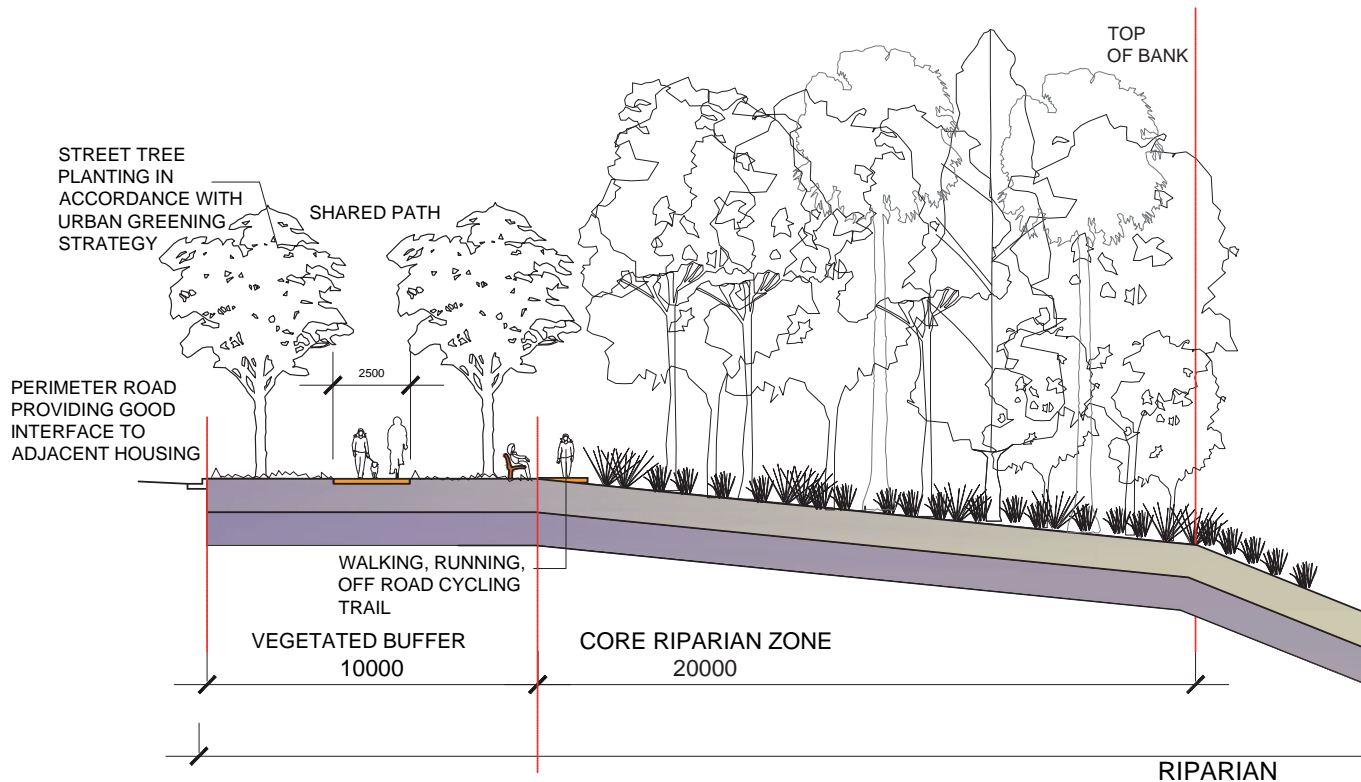 TOP
OF BANK
STREET TREE
PLANTING IN
ACCORDANCE WITH
URBAN GREENING
STRATEGY
SHARED PATH
2500
PERIMETER ROAD
PROVIDING GOOD
INTERFACE TO
ADJACENT HOUSING
WALKING, RUNNING,
OFF ROAD CYCLING
TRAIL
VEGETATED BUFFER
10000
CORE RIPARIAN ZONE
20000
RIPARIAN